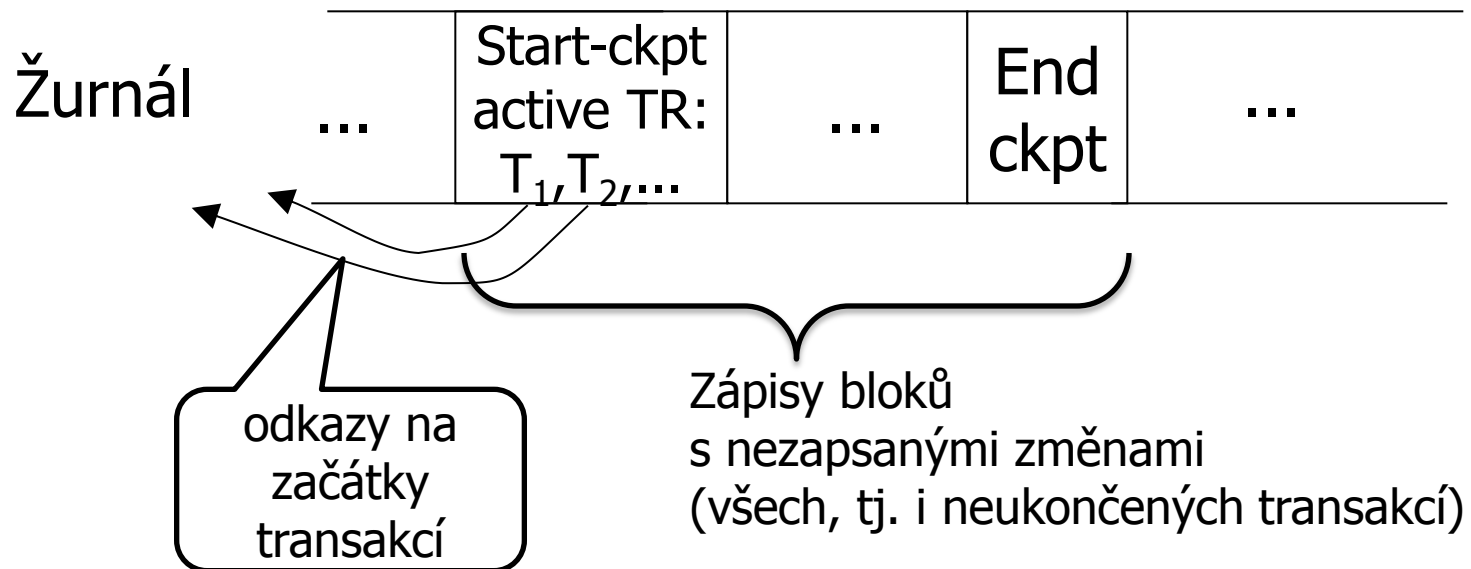 Žurnál
...
Start-ckpt
active TR:
T1,T2,...
...
End
ckpt
...
odkazy na
začátky
transakcí
Zápisy bloků
s nezapsanými změnami
(všech, tj. i neukončených transakcí)